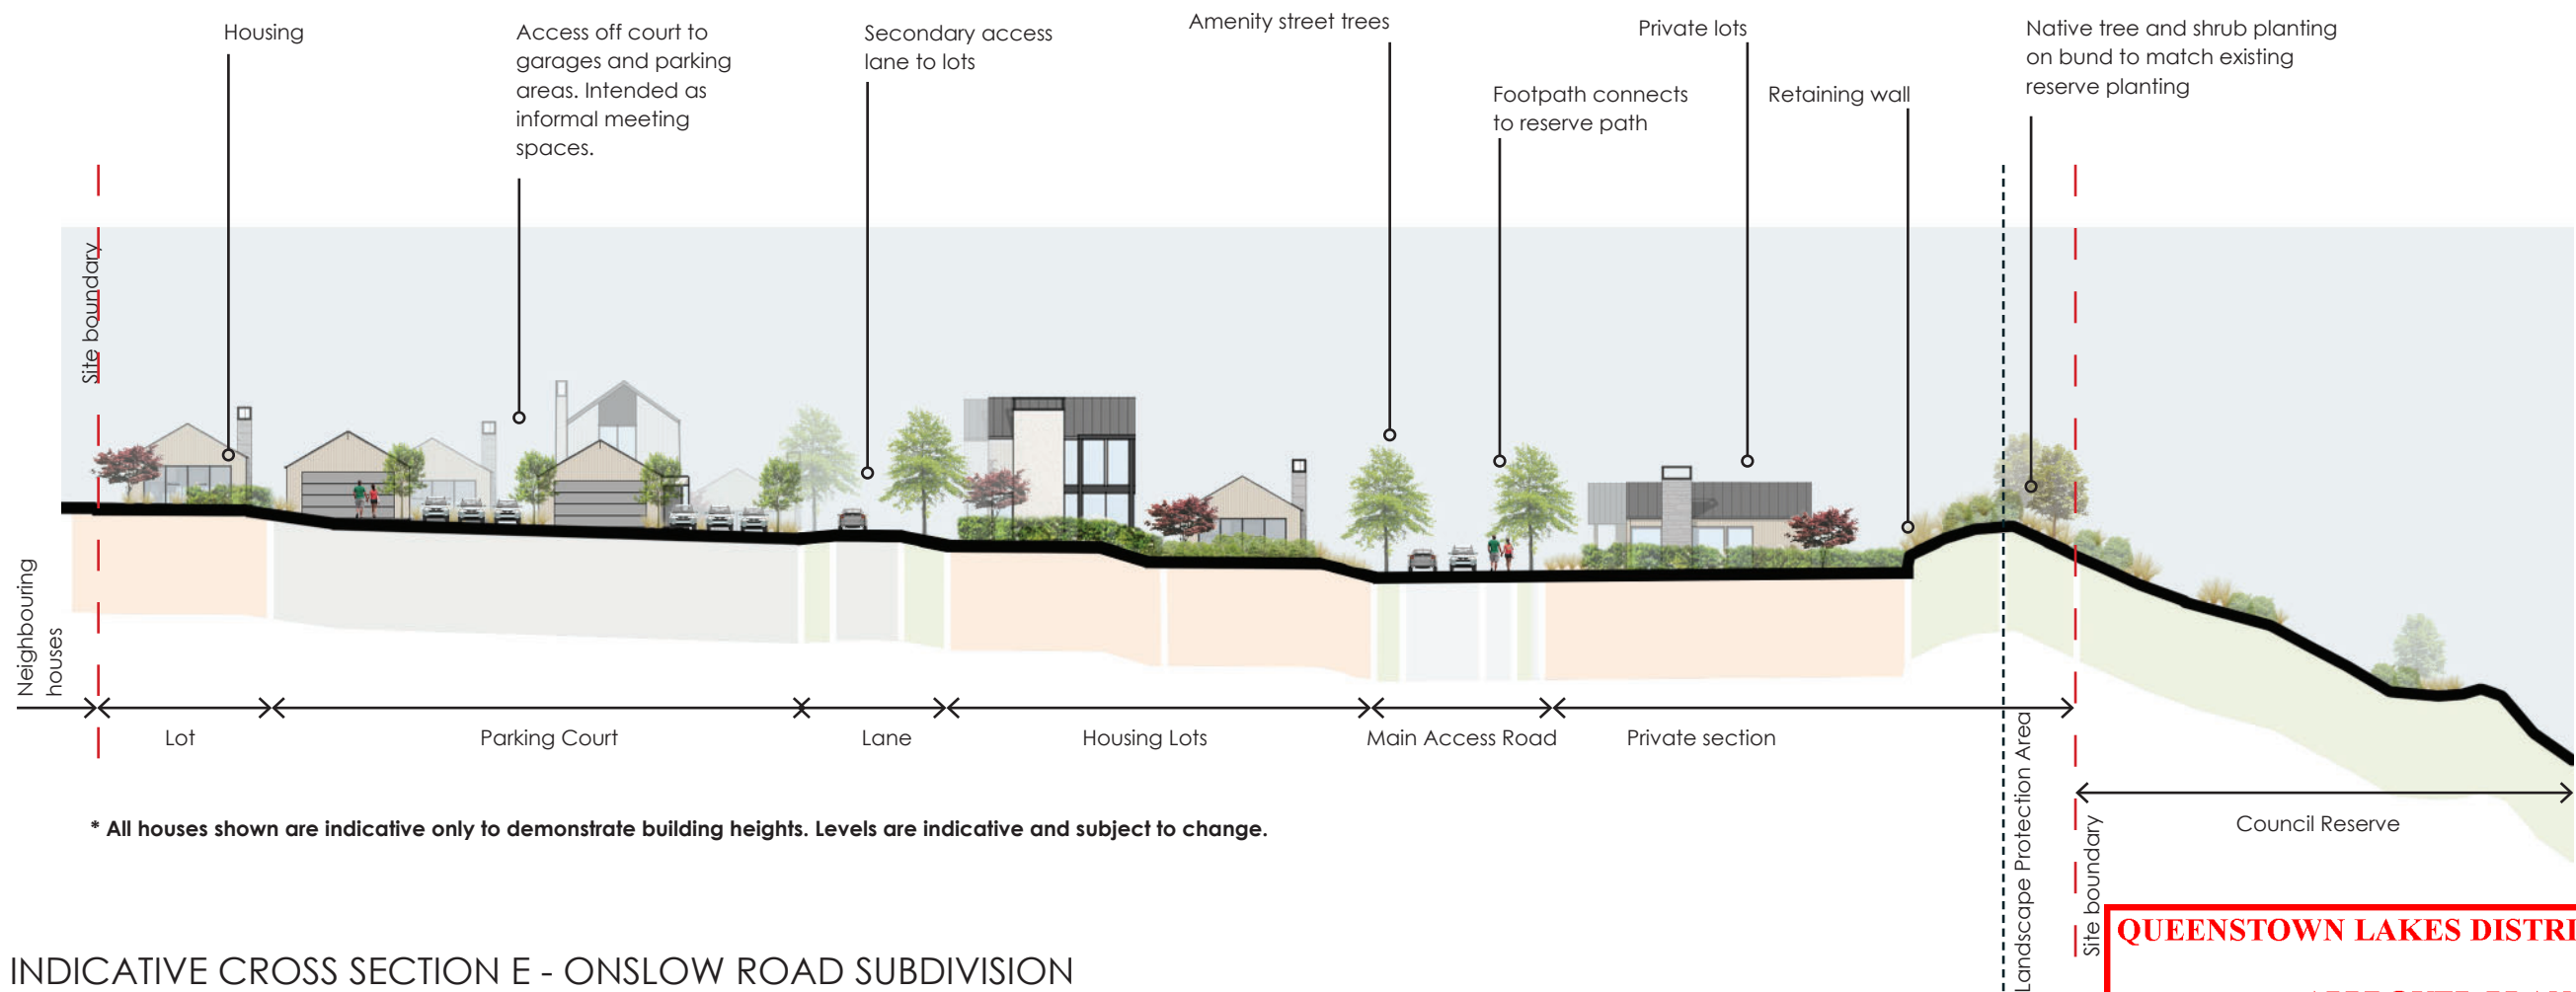 Housing
Access off court to
garages and parking
areas. Intended as
informal meeting
spaces.
Secondary access
lane to lots
Amenity street trees
Footpath connects
to reserve path
Private lots
Retaining wall
Native tree and shrub planting
on bund to match existing
reserve planting
Site boundary
Neighbouring
houses
Lot
Parking Court
Lane
Housing Lots
Main Access Road
Private section
Landscape Protection Area
Site boundary
Council Reserve
* All houses shown are indicative only to demonstrate building heights. Levels are indicative and subject to change.
INDICATIVE CROSS SECTION E - ONSLOW ROAD SUBDIVISION
QUEENSTOWN LAKES DISTRI